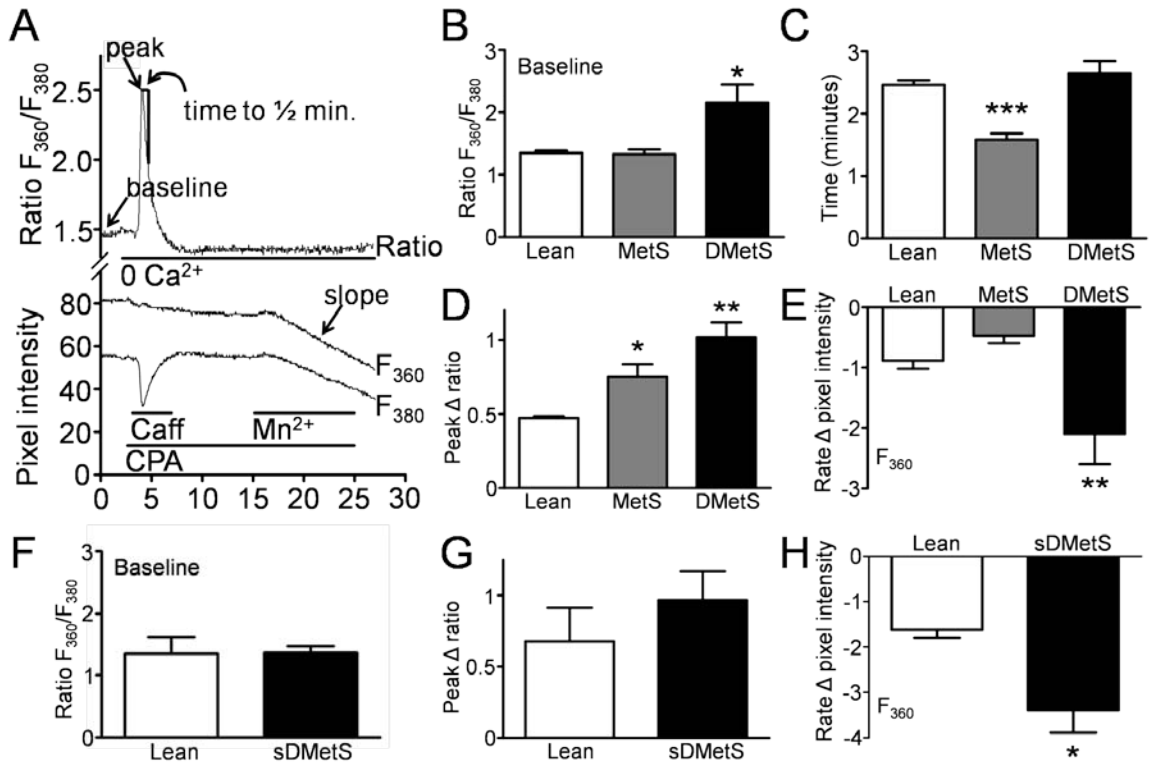 A
peak
time to ½ min.
baseline
Ratio F360/F380
2.5
2.0
1.5
Ratio
0 Ca2+
slope
Pixel intensity
80
60
40
20
0
F360
F380
Caff
Mn2+
CPA
0 5 10 15 20 25 30
B
Baseline
Ratio F360/F380
3
2
1
0
*
Lean MetS DMetS
C
Time (minutes)
3
2
1
0
***
Lean MetS DMetS
D
Peak Δ ratio
1
0.5
0
*
**
Lean MetS DMetS
E
Lean MetS DMetS
Rate Δ pixel intensity
0
-1
-2
-3
F360
**
F
Baseline
Ratio F360/F380
3
2
1
0
Lean sDMetS
G
Peak Δ ratio
1
0.5
0
Lean sDMetS
H
Lean sDMetS
Rate Δ pixel intensity
0
-1
-2
-3
-4
F360
*